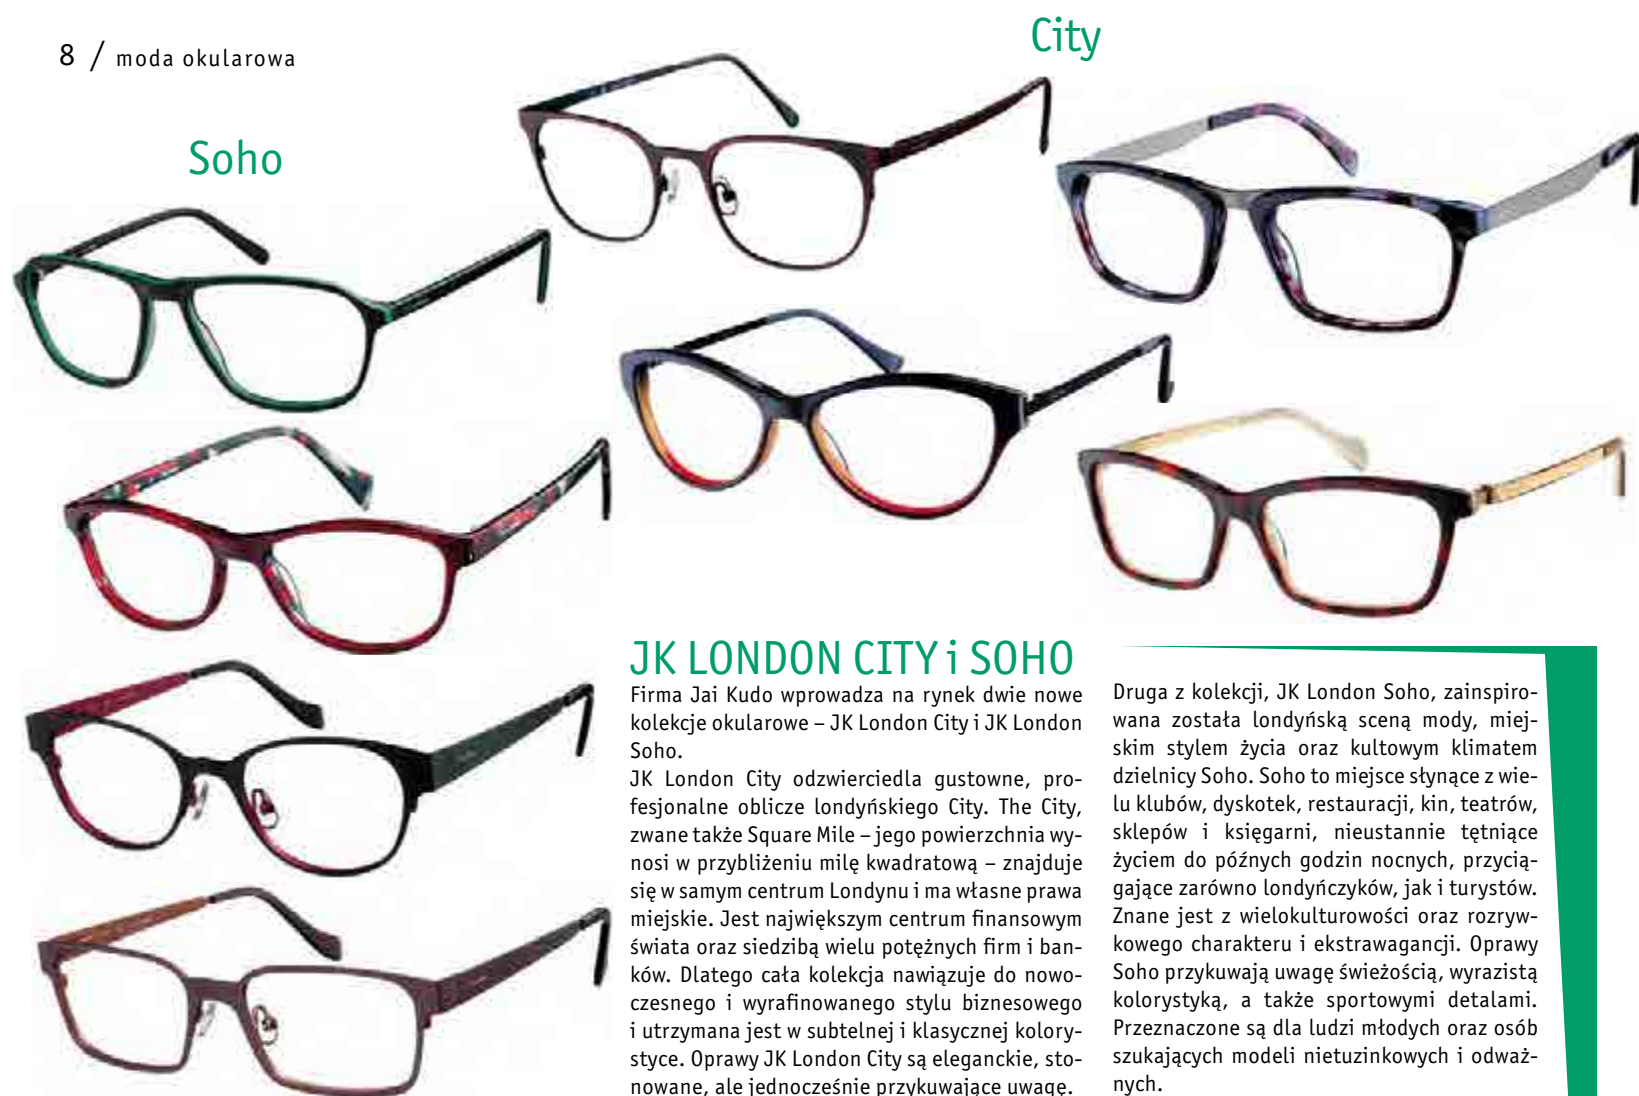 8 / moda okularowa
City
Soho
JK LONDON CITY i SOHO
Firma Jai Kudo wprowadza na rynek dwie nowe
kolekcje okularowe – JK London City i JK London
Soho.
JK London City odzwierciedla gustowne, pro-
fesjonalne oblicze londyńskiego City. The City,
zwane także Square Mile – jego powierzchnia wy-
nosi w przybliżeniu milę kwadratową – znajduje
się w samym centrum Londynu i ma własne prawa
miejskie. Jest największym centrum finansowym
świata oraz siedzibą wielu potężnych firm i ban-
ków. Dlatego cała kolekcja nawiązuje do nowo-
czesnego i wyrafinowanego stylu biznesowego
i utrzymana jest w subtelnej i klasycznej kolory-
styce. Oprawy JK London City są eleganckie, sto-
nowane, ale jednocześnie przykuwające uwagę.
Druga z kolekcji, JK London Soho, zainspiro-
wana została londyńską sceną mody, miej-
skim stylem życia oraz kultowym klimatem
dzielnicy Soho. Soho to miejsce słynące z wie-
lu klubów, dyskotek, restauracji, kin, teatrów,
sklepów i księgarni, nieustannie tętniące
życiem do późnych godzin nocnych, przycią-
gające zarówno londyńczyków, jak i turystów.
Znane jest z wielokulturowości oraz rozryw-
kowego charakteru i ekstrawagancji. Oprawy
Soho przykuwają uwagę świeżością, wyrazistą
kolorystyką, a także sportowymi detalami.
Przeznaczone są dla ludzi młodych oraz osób
szukających modeli nietuzinkowych i odważ-
nych.